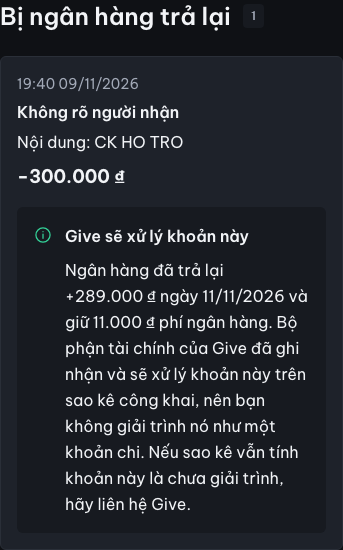 Bị ngân hàng trả lại 1
19:40 09/11/2026
Không rõ người nhận
Nội dung: CK HO TRO
−300.000 ₫
Give sẽ xử lý khoản này
Ngân hàng đã trả lại
+289.000 ₫ ngày 11/11/2026 và
giữ 11.000 ₫ phí ngân hàng. Bộ
phận tài chính của Give đã ghi
nhận và sẽ xử lý khoản này trên
sao kê công khai, nên bạn
không giải trình nó như một
khoản chi. Nếu sao kê vẫn tính
khoản này là chưa giải trình,
hãy liên hệ Give.